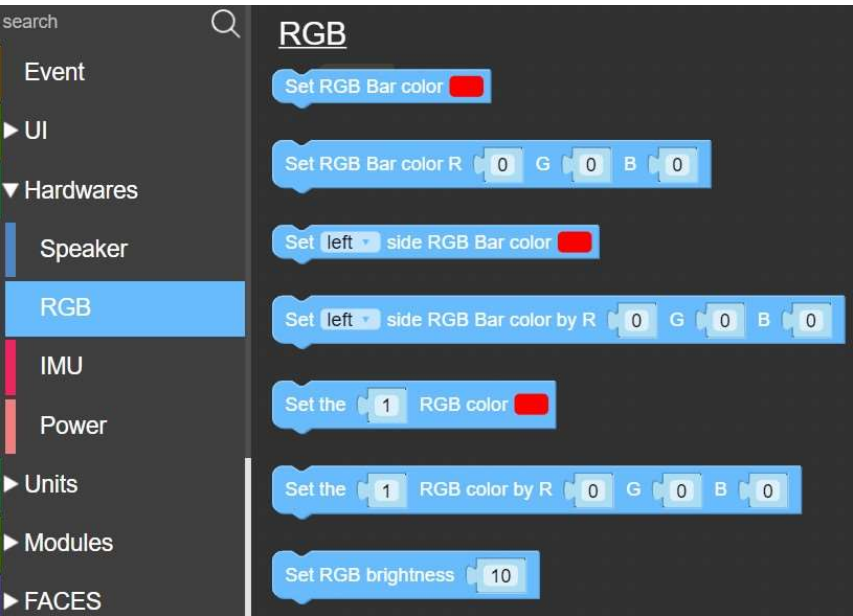 search
Event
UI
Hardwares
Speaker
RGB
IMU
Power
Units
Modules
FACES
RGB
Set RGB Bar color
Set RGB Bar color R 0 G 0 B 0
Set left side RGB Bar color
Set left side RGB Bar color by R 0 G 0 B 0
Set the 1 RGB color
Set the 1 RGB color by R 0 G 0 B 0
Set RGB brightness 10